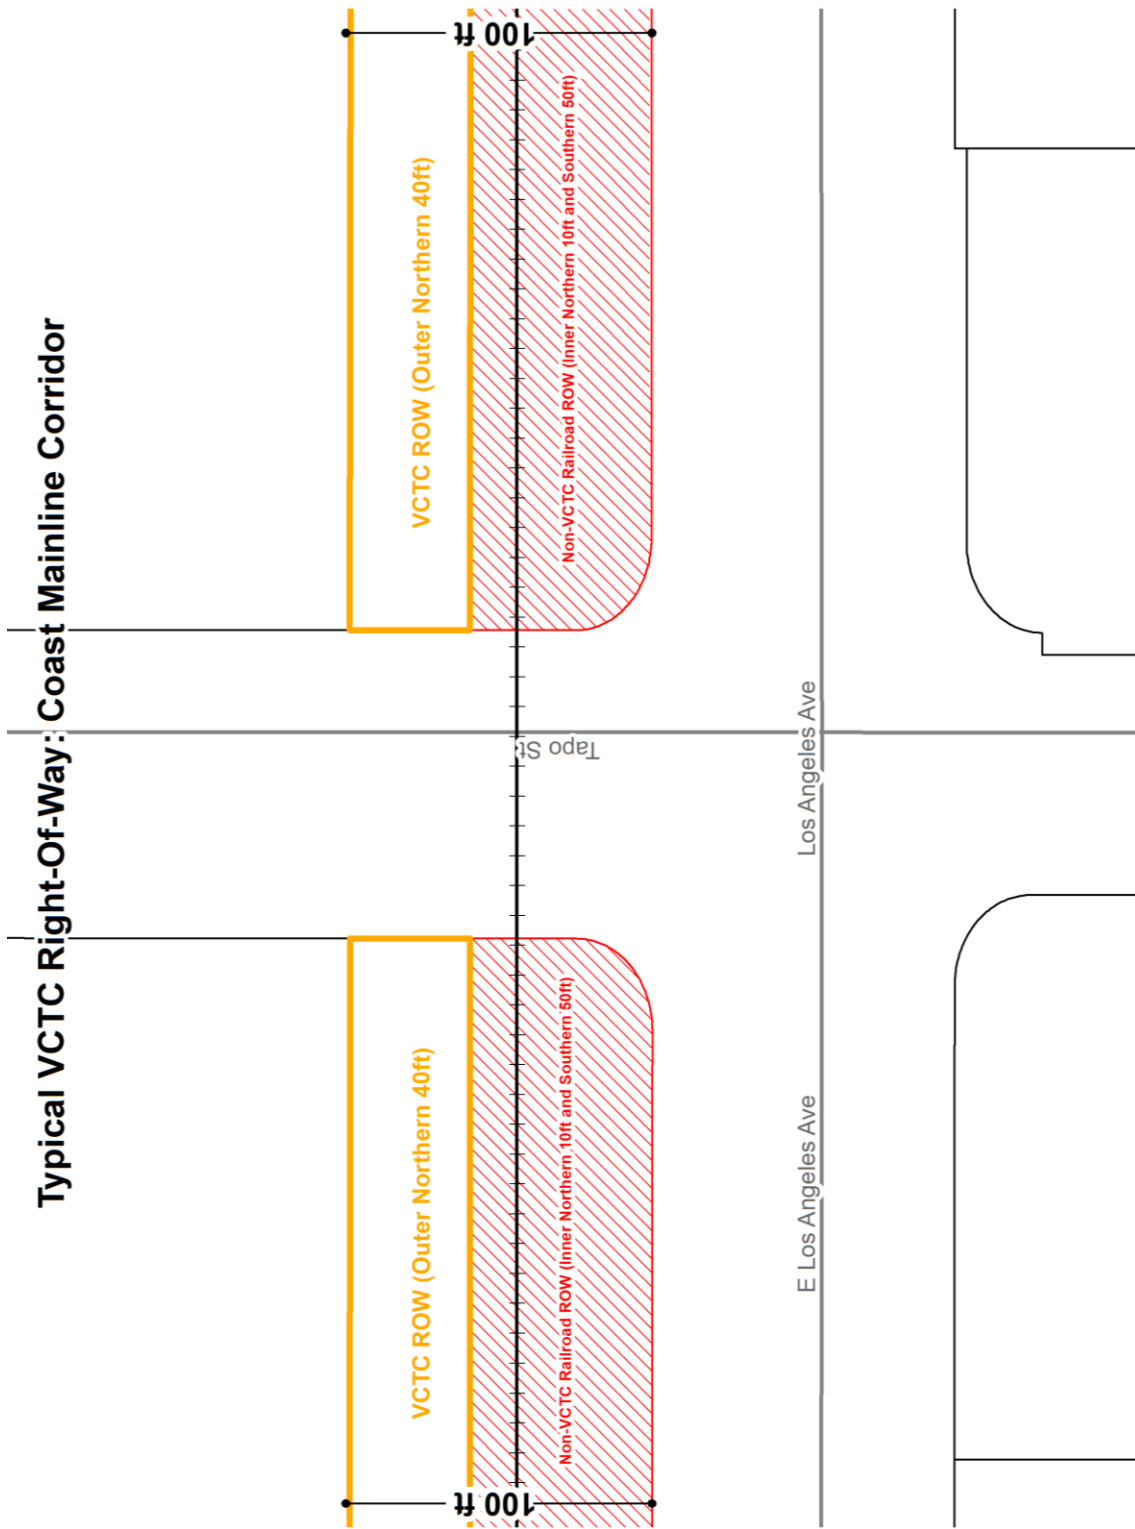 Typical VCTC Right-Of-Way: Coast Mainline Corridor
100 ft
100 ft
VCTC ROW (Outer Northern 40ft)
VCTC ROW (Outer Northern 40ft)
Non-VCTC Railroad ROW (Inner Northern 10ft and Southern 50ft)
Non-VCTC Railroad ROW (Inner Northern 10ft and Southern 50ft)
Tapo St
E Los Angeles Ave
Los Angeles Ave